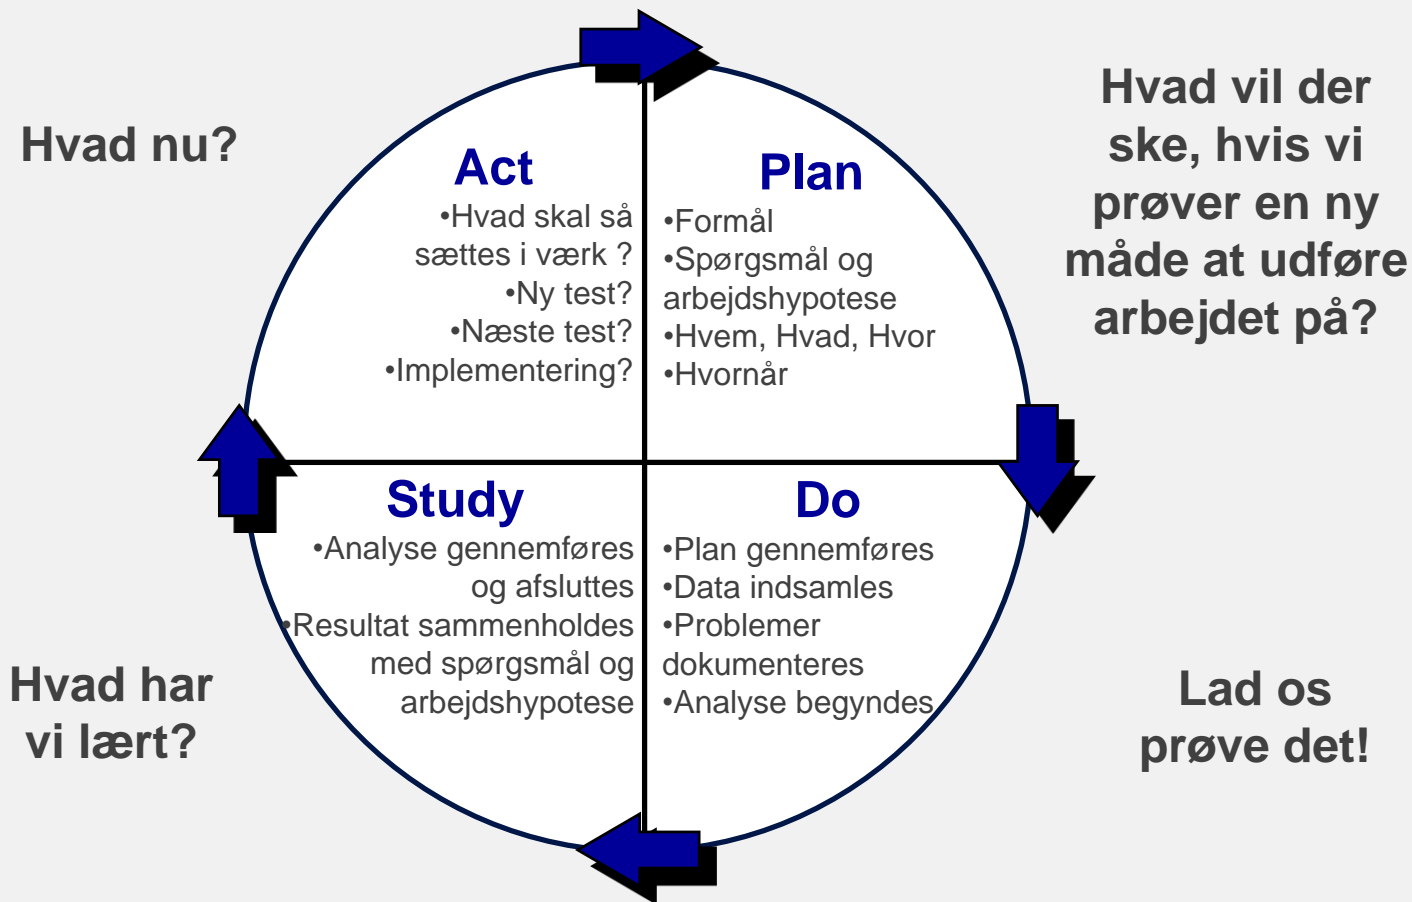 Hvad nu?
Act
•Hvad skal så
sættes i værk ?
•Ny test?
•Næste test?
•Implementering?
Plan
•Formål
•Spørgsmål og
arbejdshypotese
•Hvem, Hvad, Hvor
•Hvornår
Hvad vil der
ske, hvis vi
prøver en ny
måde at udføre
arbejdet på?
Study
•Analyse gennemføres
og afsluttes
•Resultat sammenholdes
med spørgsmål og
arbejdshypotese
Do
•Plan gennemføres
•Data indsamles
•Problemer
dokumenteres
•Analyse begyndes
Hvad har
vi lært?
Lad os
prøve det!